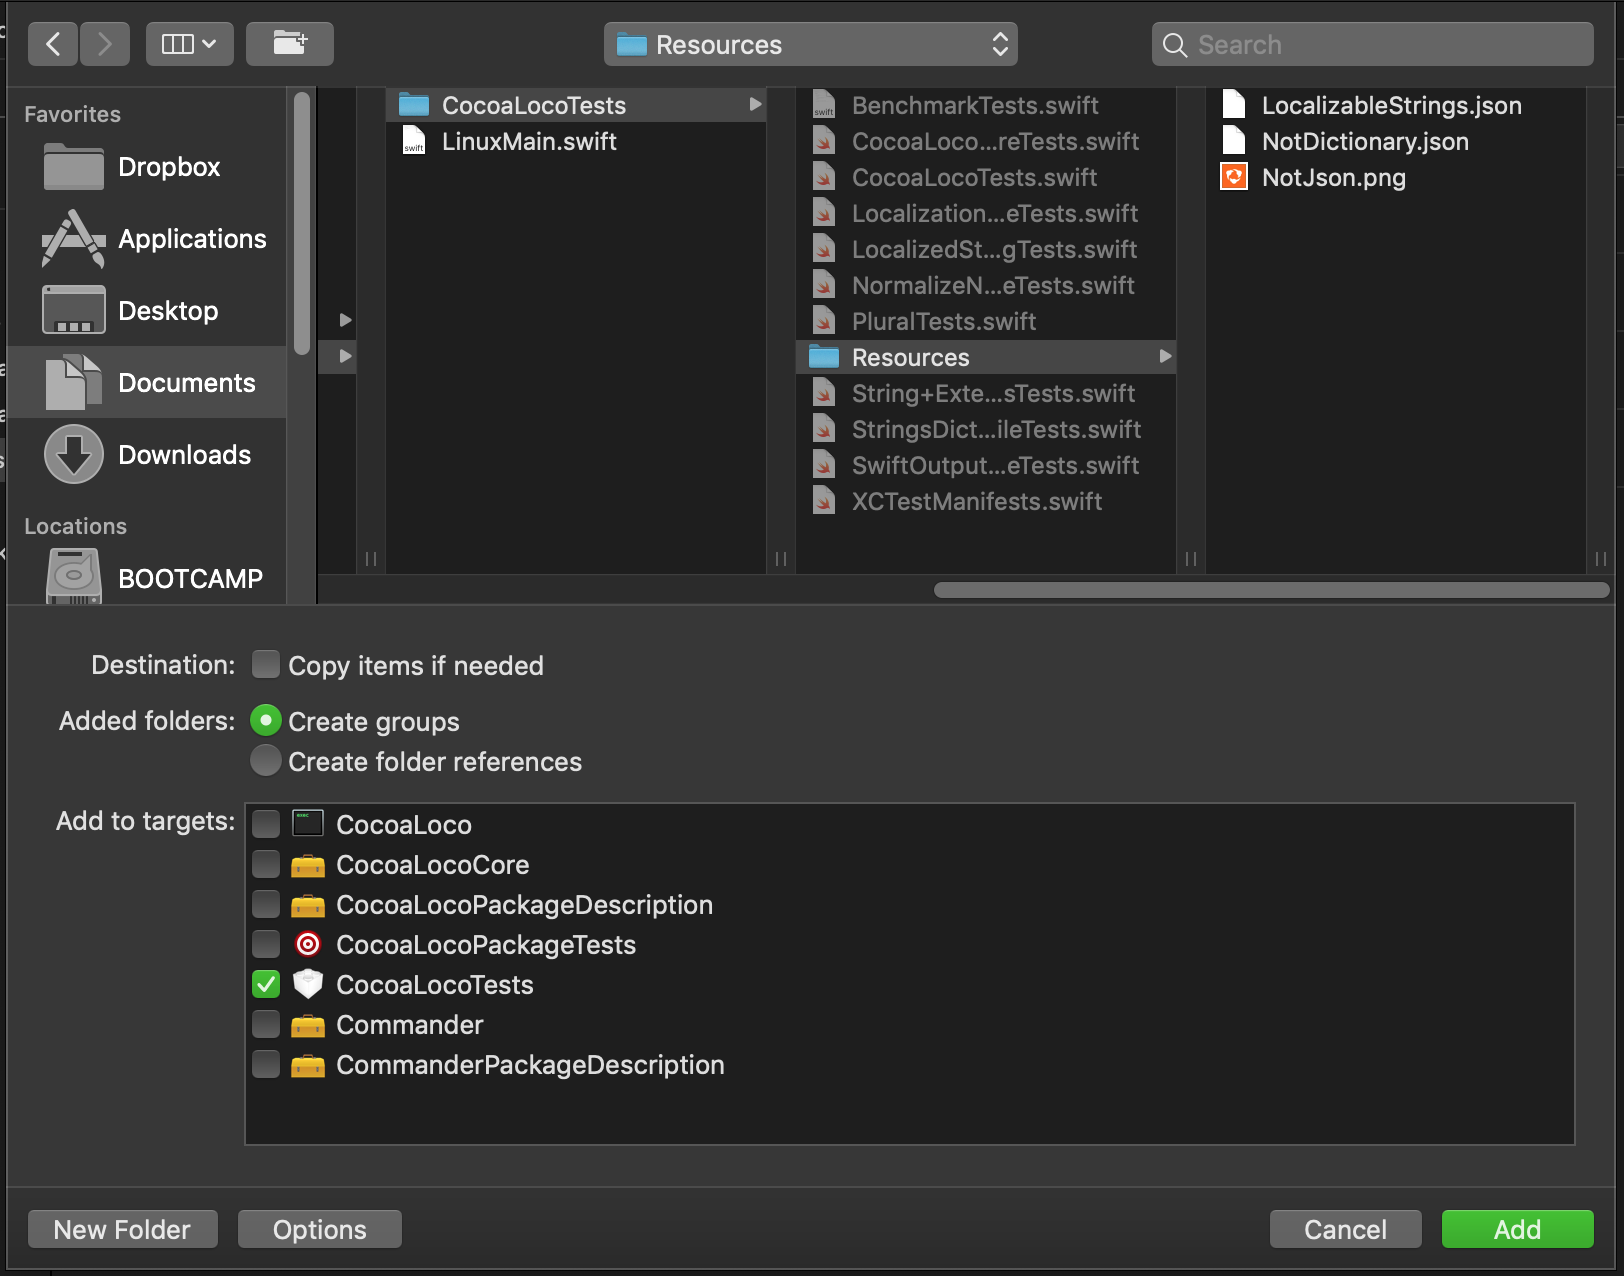 Resources
Search
Favorites
Dropbox
Applications
Desktop
Documents
Downloads
Locations
BOOTCAMP
CocoaLocoTests
swift
LinuxMain.swift
swift
BenchmarkTests.swift
CocoaLoco...reTests.swift
CocoaLocoTests.swift
Localization...eTests.swift
LocalizedSt...gTests.swift
NormalizeN...eTests.swift
PluralTests.swift
Resources
String+Exte...sTests.swift
StringsDict...ileTests.swift
SwiftOutput...eTests.swift
XCTestManifests.swift
LocalizableStrings.json
NotDictionary.json
NotJson.png
Destination: Copy items if needed
Added folders: Create groups
Create folder references
Add to targets:
exec
CocoaLoco
CocoaLocoCore
CocoaLocoPackageDescription
CocoaLocoPackageTests
CocoaLocoTests
Commander
CommanderPackageDescription
New Folder
Options
Cancel
Add